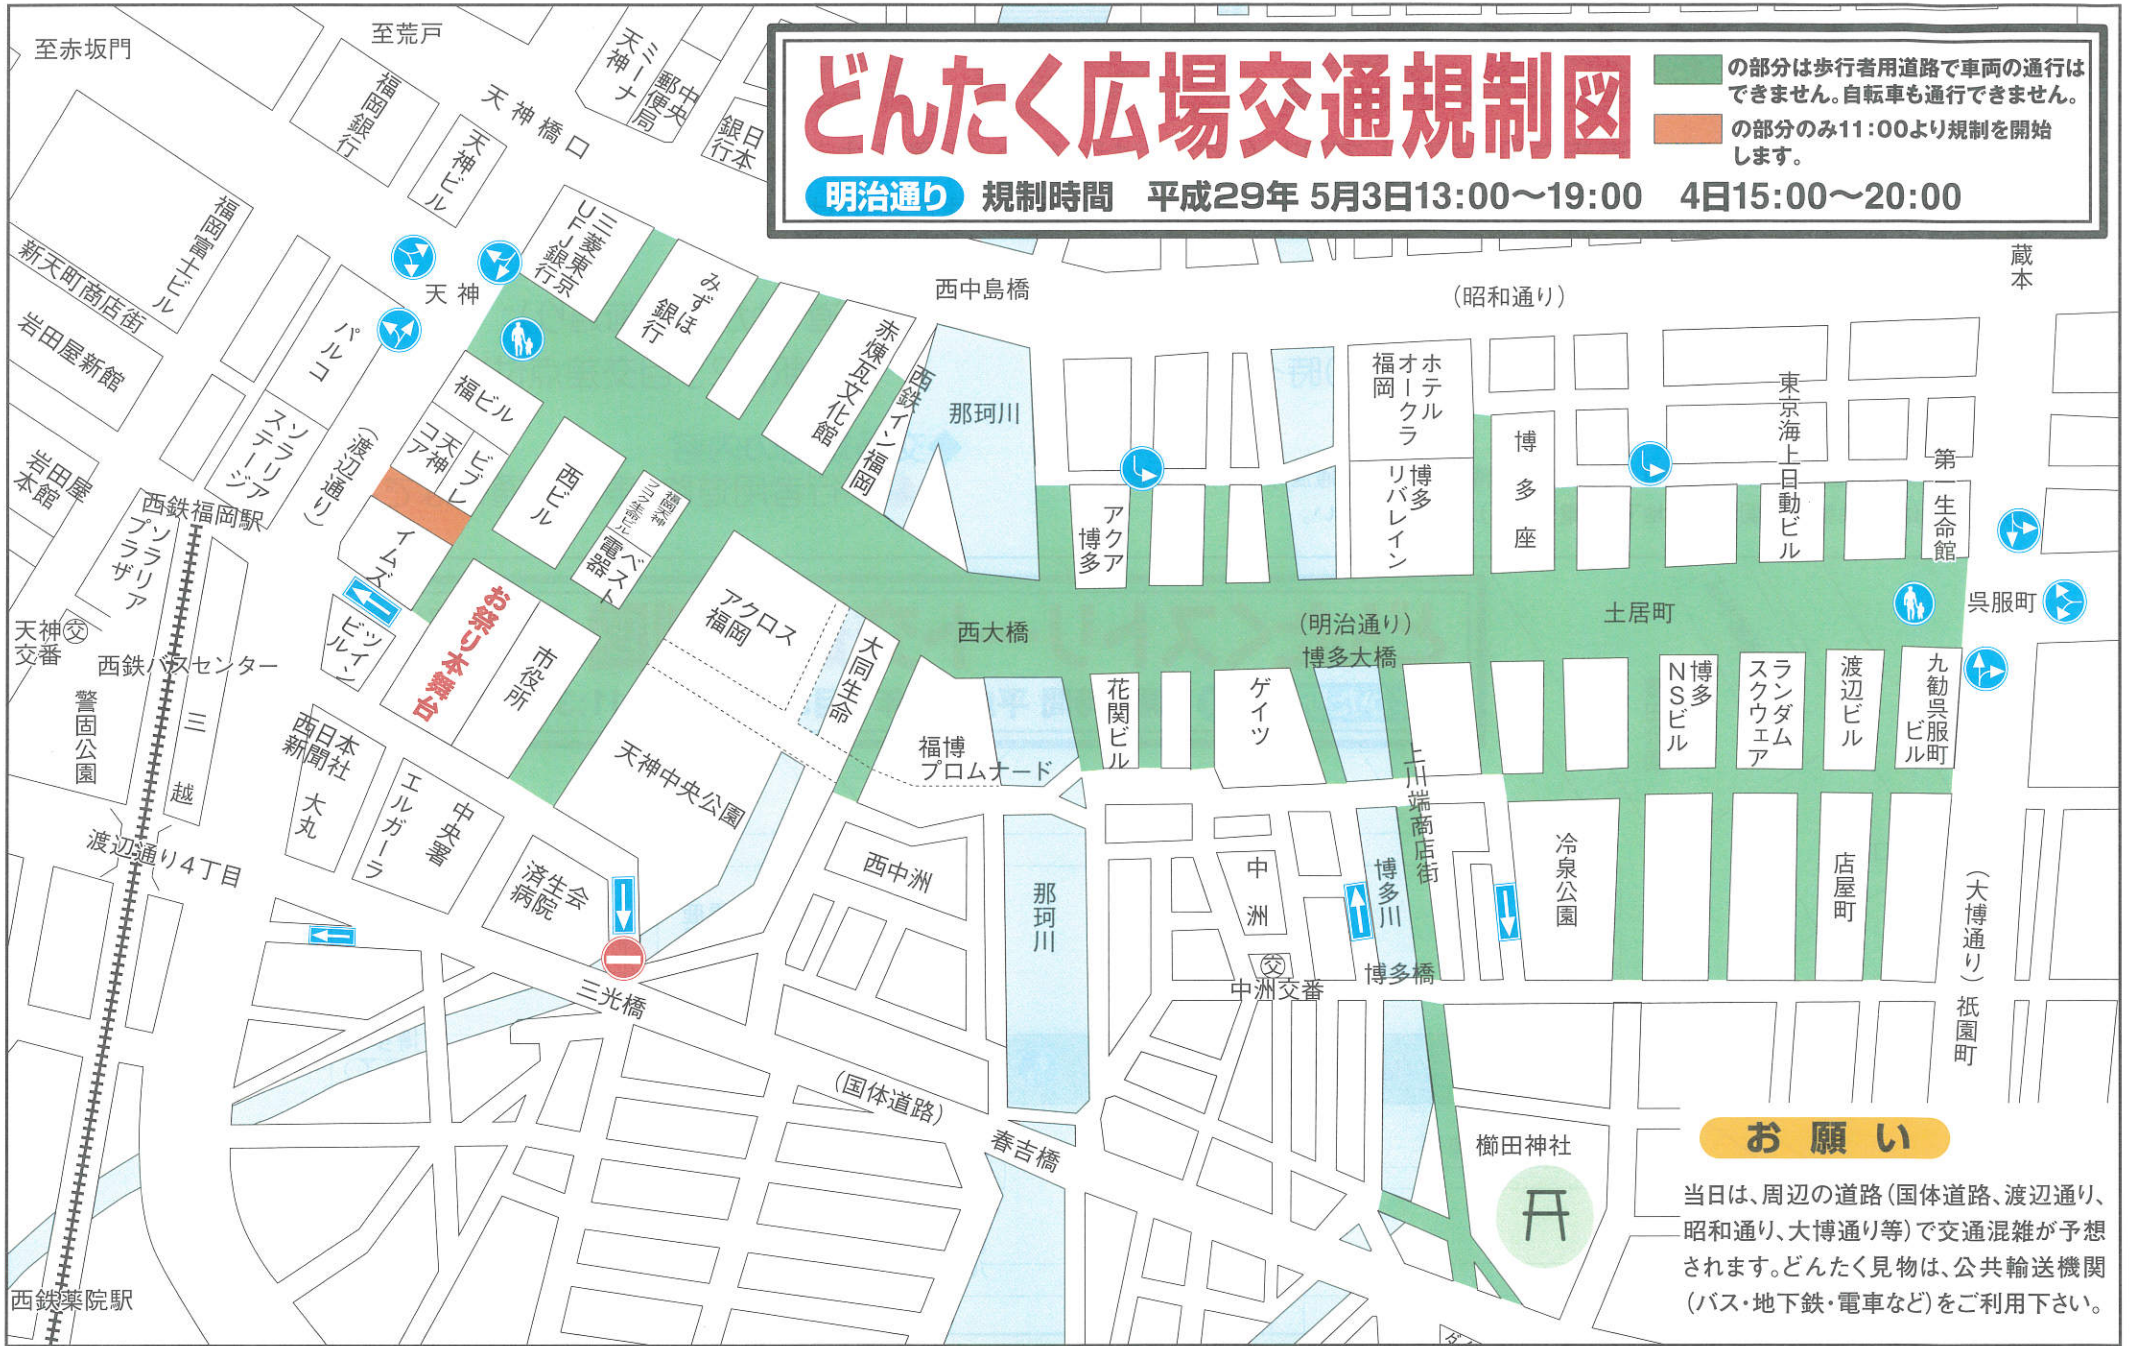 どんたく広場交通規制図
の部分は歩行者用道路で車両の通行は
できません。自転車も通行できません。
の部分のみ11：00より規制を開始
します。
明治通り 規制時間 平成29年 5月3日13:00〜19:00 4日15:00〜20:00
至赤坂門
至荒戸
福岡銀行
天神ビル
天神橋口
ミーナ
天神
中央
郵便局
日本
銀行
福岡富士ビル
新天町商店街
岩田屋新館
岩田屋
本館
パルコ
ソラリア
ステージ
天神
三菱東京
UFJ銀行
みずほ
銀行
赤煉瓦文化館
西鉄イン福岡
西中島橋
那珂川
(昭和通り)
蔵本
福ビル
天神
コア
ビブレ
(渡辺通り)
西ビル
福岡天神
フコク生命ビル
ベスト
電器
イムズ
ツイン
ビル
お祭り本舞台
市役所
アクロス
福岡
大同生命
天神中央公園
西鉄福岡駅
ソラリア
プラザ
天神㊋
交番
西鉄バスセンター
警固公園
三越
渡辺通り4丁目
西日本
新聞社
大丸
エルガーラ
中央署
済生会
病院
三光橋
西中洲
福博
プロムナード
西大橋
アクア
博多
ホテル
オークラ
福岡
博多
リバレイン
博多座
東京海上日動ビル
第一生命館
(明治通り)
博多大橋
土居町
呉服町
花関ビル
ゲイツ
上川端商店街
博多
NSビル
ランダム
スクウェア
渡辺ビル
九勧呉服町
ビル
那珂川
中洲
交
中洲交番
博多川
博多橋
冷泉公園
店屋町
(大博通り)
祇園町
(国体道路)
春吉橋
櫛田神社
西鉄薬院駅
お願い
当日は、周辺の道路(国体道路、渡辺通り、
昭和通り、大博通り等)で交通混雑が予想
されます。どんたく見物は、公共輸送機関
(バス・地下鉄・電車など)をご利用下さい。